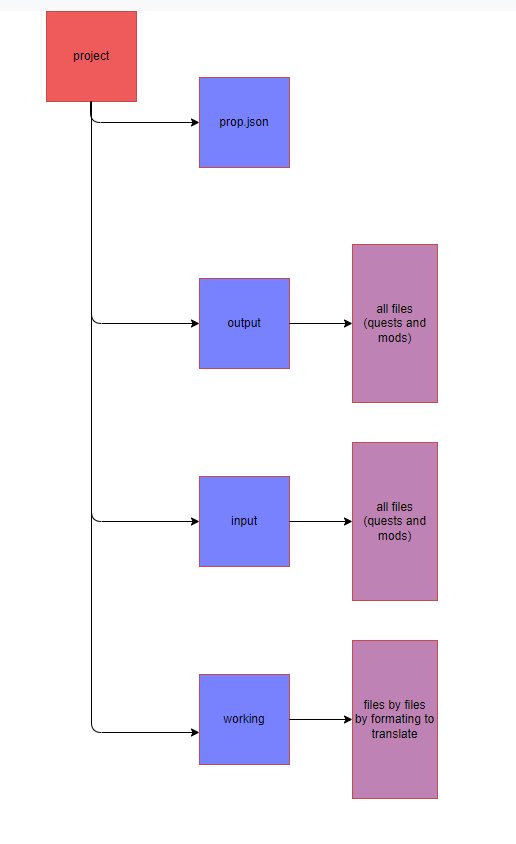 project
prop.json
output
all files
(quests and
mods)
input
all files
(quests and
mods)
working
files by files
by formating to
translate